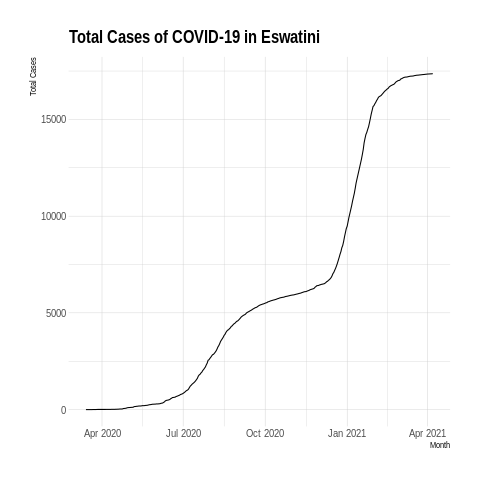 Total Cases of COVID-19 in Eswatini
Total Cases
15000
10000
5000
0
Apr 2020 Jul 2020 Oct 2020 Jan 2021 Apr 2021
Month